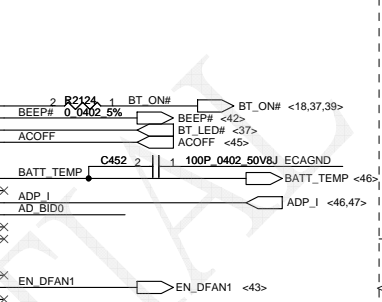 R2124
2 1 BT_ON#
BT_ON# <18,37,39>
BEEP# 0_0402_5%
BEEP# <42>
BT_LED# <37>
ACOFF
ACOFF <45>
C452 2 1 100P_0402_50V8J ECAGND
BATT_TEMP
BATT_TEMP <46>
ADP_I
ADP_I <46,47>
AD_BID0
EN_DFAN1
EN_DFAN1 <43>